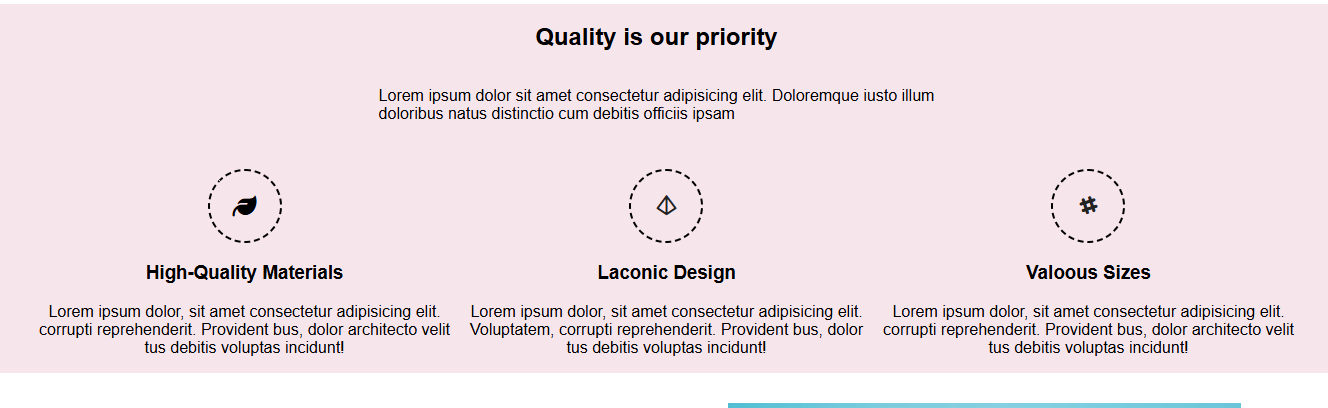 Quality is our priority
Lorem ipsum dolor sit amet consectetur adipisicing elit. Doloremque iusto illum
doloribus natus distinctio cum debitis officiis ipsam
High-Quality Materials
Lorem ipsum dolor, sit amet consectetur adipisicing elit.
corrupti reprehenderit. Provident bus, dolor architecto velit
tus debitis voluptas incidunt!
Laconic Design
Lorem ipsum dolor, sit amet consectetur adipisicing elit.
Voluptatem, corrupti reprehenderit. Provident bus, dolor
tus debitis voluptas incidunt!
Valoous Sizes
Lorem ipsum dolor, sit amet consectetur adipisicing elit.
corrupti reprehenderit. Provident bus, dolor architecto velit
tus debitis voluptas incidunt!